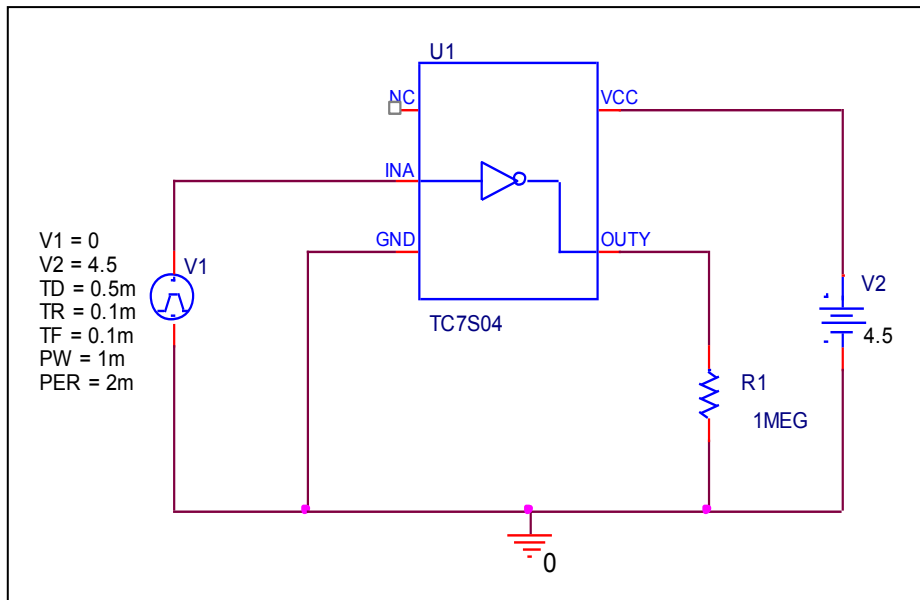 U1
NC
VCC
INA
GND
OUTY
TC7S04
V1 = 0
V2 = 4.5
TD = 0.5m
TR = 0.1m
TF = 0.1m
PW = 1m
PER = 2m
V1
V2
4.5
R1
1MEG
0